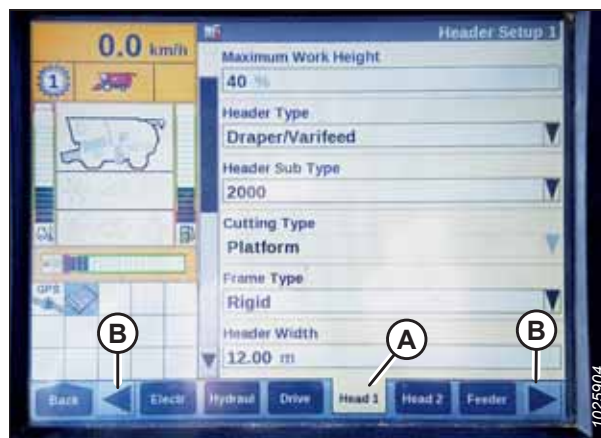 0.0 km/h
Header Setup 1
1
Maximum Work Height
40 %
Header Type
Draper/Varifeed
Header Sub Type
2000
Cutting Type
Platform
Frame Type
Rigid
Header Width
12.00 m
GPS
B
A
B
Back
Electr
Hydraul
Drive
Head 1
Head 2
Feeder
1025904